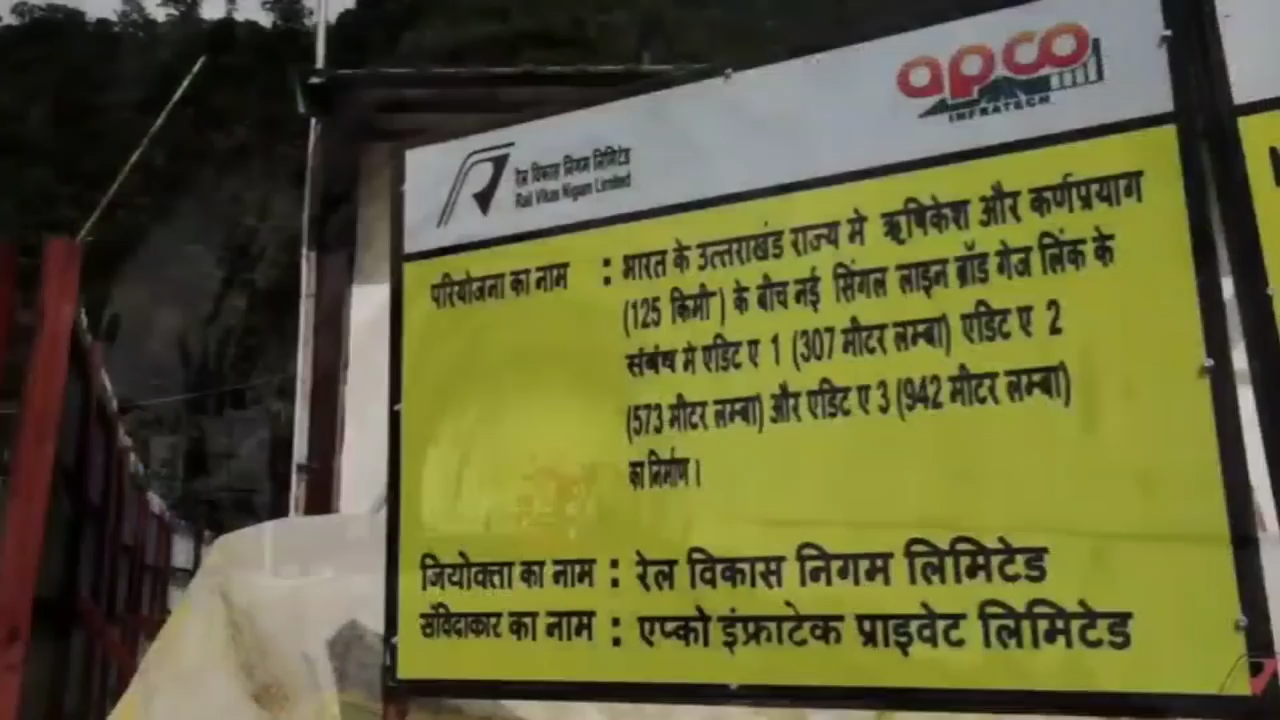 रेल विकास निगम लिमिटेड
Rail Vikas Nigam Limited
apco
INFRATECH
परियोजना का नाम : भारत के उत्तराखंड राज्य मे ऋषिकेश और कर्णप्रयाग
(125 किमी) के बीच नई सिंगल लाइन ब्रॉड गेज लिंक के
संबंध मे एडिट ए 1 (307 मीटर लम्बा) एडिट ए 2
(573 मीटर लम्बा) और एडिट ए 3 (942 मीटर लम्बा)
का निर्माण।
जियोक्ता का नाम : रेल विकास निगम लिमिटेड
संविदाकार का नाम : एप्को इंफ्राटेक प्राइवेट लिमिटेड